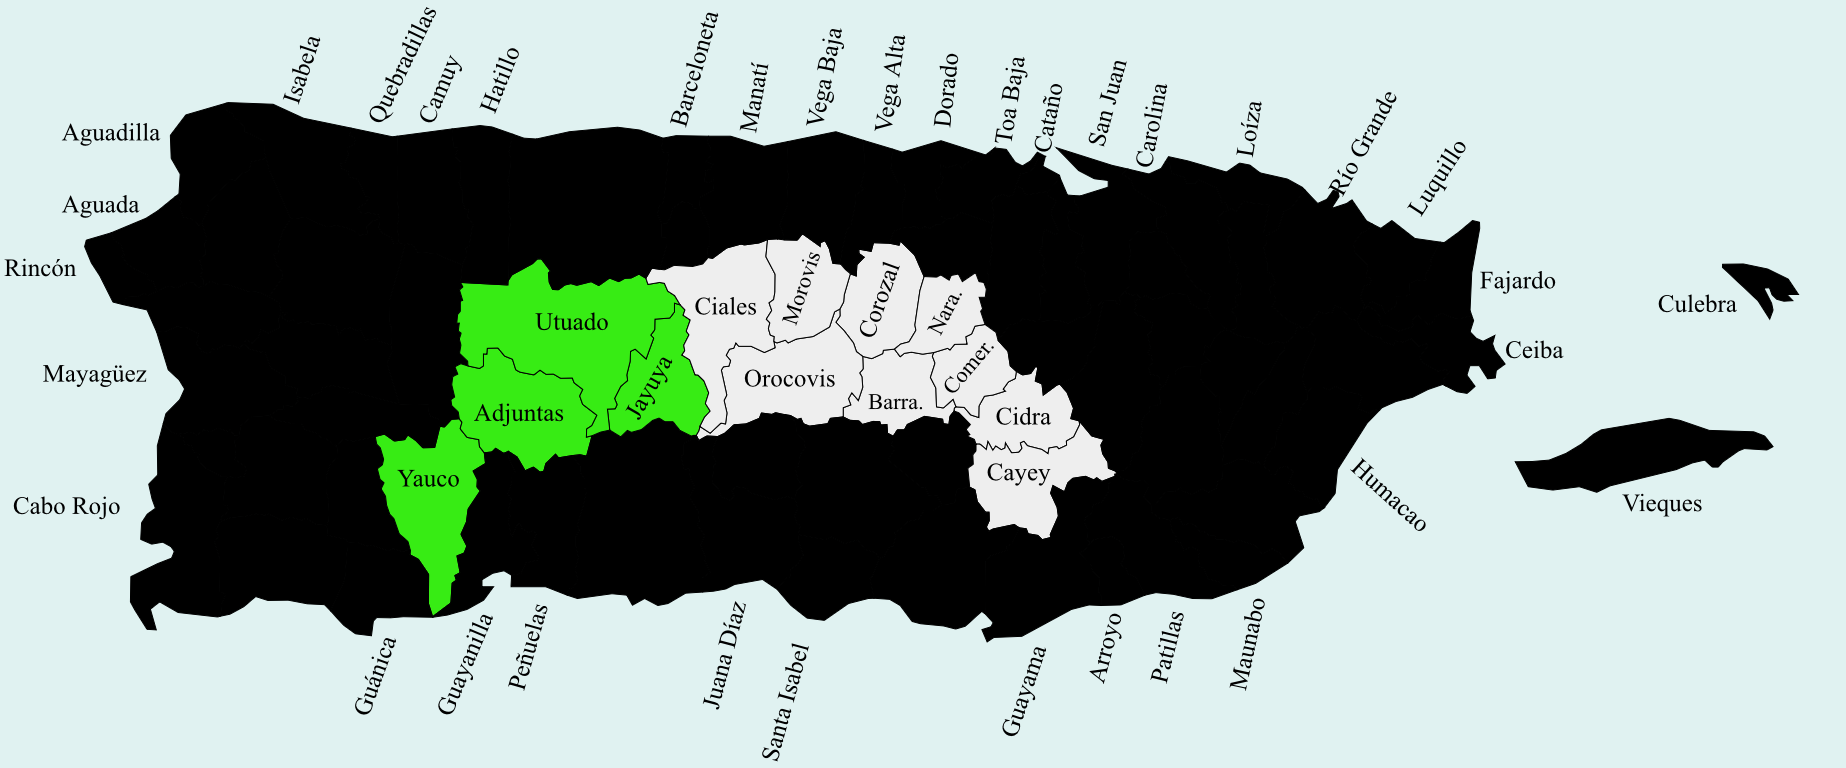 Isabela
Quebradillas
Camuy
Hatillo
Barceloneta
Manatí
Vega Baja
Vega Alta
Dorado
Toa Baja
Cataño
San Juan
Carolina
Loíza
Río Grande
Luquillo
Aguadilla
Aguada
Rincón
Mayagüez
Cabo Rojo
Utuado
Adjuntas
Jayuya
Yauco
Ciales
Morovis
Corozal
Nara.
Orocovis
Barra.
Comer.
Cidra
Cayey
Fajardo
Ceiba
Culebra
Vieques
Humacao
Guánica
Guayanilla
Peñuelas
Juana Díaz
Santa Isabel
Guayama
Arroyo
Patillas
Maunabo